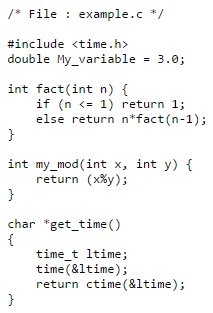 /* File : example.c */
#include <time.h>
double My_variable = 3.0;
int fact(int n) {
    if (n <= 1) return 1;
    else return n*fact(n-1);
}
int my_mod(int x, int y) {
    return (x%y);
}
char *get_time()
{
    time_t ltime;
    time(&ltime);
    return ctime(&ltime);
}